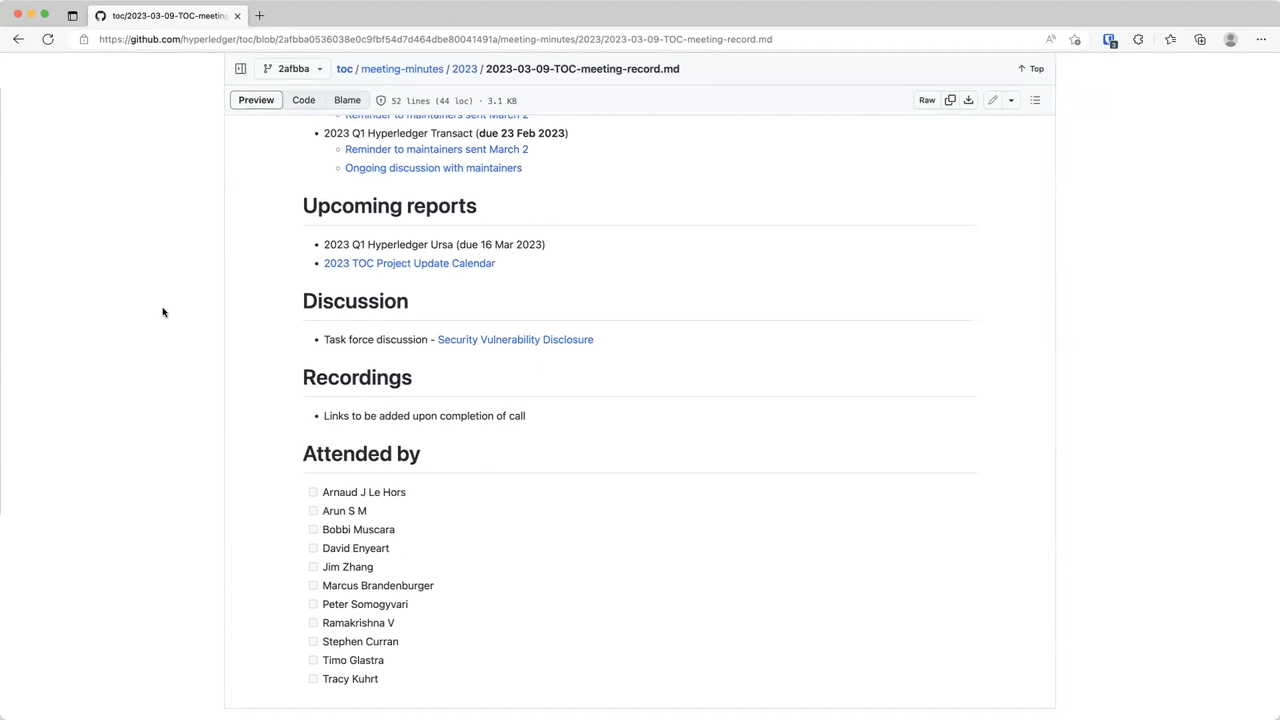 toc/2023-03-09-TOC-meeting
https://github.com/hyperledger/toc/blob/2afbba0536038e0c9fbf54d7d464dbe80041491a/meeting-minutes/2023/2023-03-09-TOC-meeting-record.md
2afbba
toc / meeting-minutes / 2023 / 2023-03-09-TOC-meeting-record.md
Top
Preview Code Blame 52 lines (44 loc) · 3.1 KB Raw
Reminder to maintainers sent March 2
2023 Q1 Hyperledger Transact (due 23 Feb 2023)
Reminder to maintainers sent March 2
Ongoing discussion with maintainers
Upcoming reports
2023 Q1 Hyperledger Ursa (due 16 Mar 2023)
2023 TOC Project Update Calendar
Discussion
Task force discussion - Security Vulnerability Disclosure
Recordings
Links to be added upon completion of call
Attended by
Arnaud J Le Hors
Arun S M
Bobbi Muscara
David Enyeart
Jim Zhang
Marcus Brandenburger
Peter Somogyvari
Ramakrishna V
Stephen Curran
Timo Glastra
Tracy Kuhrt